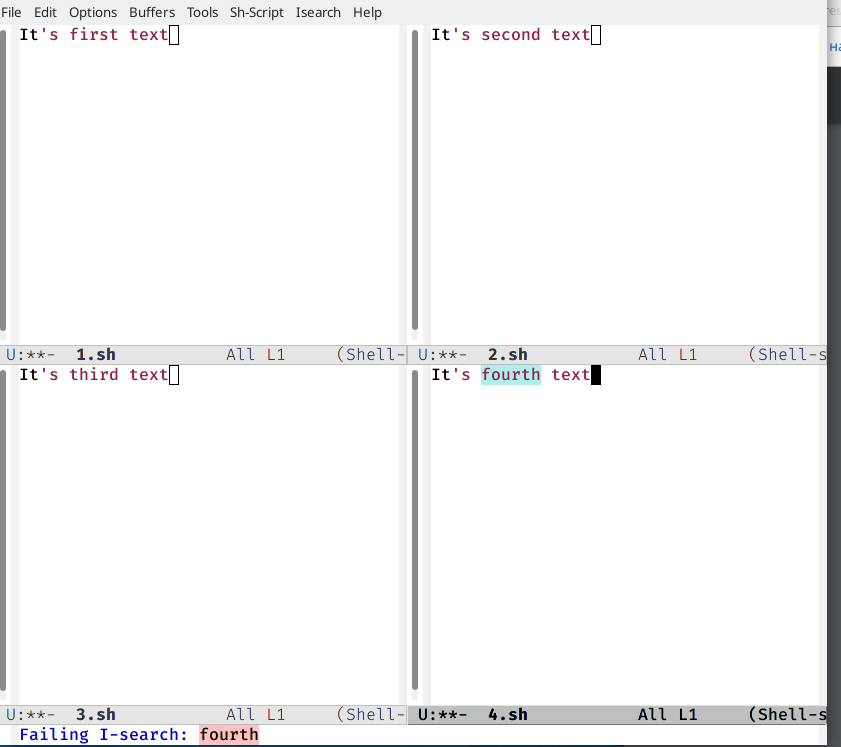 File Edit Options Buffers Tools Sh-Script Isearch Help
It's first text
It's second text
U:**-  1.sh           All L1     (Shell-
U:**-  2.sh           All L1     (Shell-s
It's third text
It's fourth text
U:**-  3.sh           All L1     (Shell-
U:**-  4.sh           All L1     (Shell-s
Failing I-search: fourth